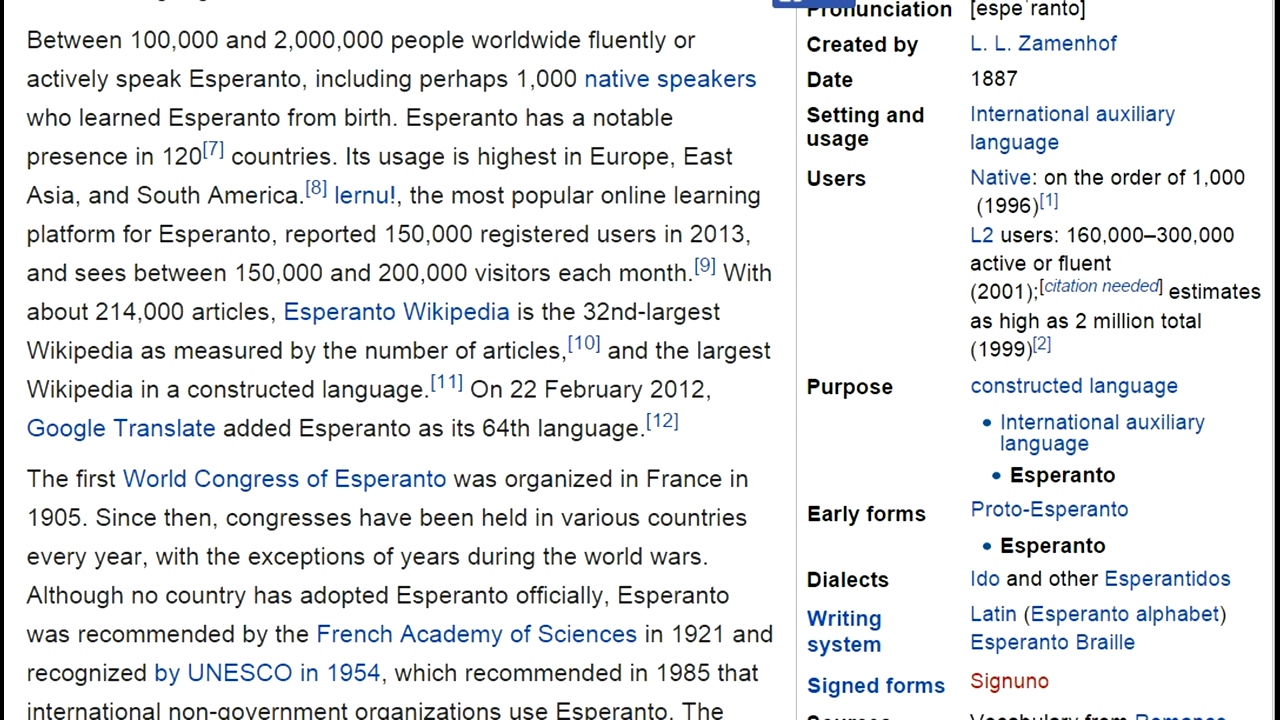 Between 100,000 and 2,000,000 people worldwide fluently or
actively speak Esperanto, including perhaps 1,000 native speakers
who learned Esperanto from birth. Esperanto has a notable
presence in 120[7] countries. Its usage is highest in Europe, East
Asia, and South America.[8] lernu!, the most popular online learning
platform for Esperanto, reported 150,000 registered users in 2013,
and sees between 150,000 and 200,000 visitors each month.[9] With
about 214,000 articles, Esperanto Wikipedia is the 32nd-largest
Wikipedia as measured by the number of articles,[10] and the largest
Wikipedia in a constructed language.[11] On 22 February 2012,
Google Translate added Esperanto as its 64th language.[12]
The first World Congress of Esperanto was organized in France in
1905. Since then, congresses have been held in various countries
every year, with the exceptions of years during the world wars.
Although no country has adopted Esperanto officially, Esperanto
was recommended by the French Academy of Sciences in 1921 and
recognized by UNESCO in 1954, which recommended in 1985 that
international non-government organizations use Esperanto. The
Pronunciation [espeˈranto]
Created by L. L. Zamenhof
Date 1887
Setting and International auxiliary
usage language
Users Native: on the order of 1,000
(1996)[1]
L2 users: 160,000–300,000
active or fluent
(2001);[citation needed] estimates
as high as 2 million total
(1999)[2]
Purpose constructed language
• International auxiliary
language
• Esperanto
Early forms Proto-Esperanto
• Esperanto
Dialects Ido and other Esperantidos
Writing Latin (Esperanto alphabet)
system Esperanto Braille
Signed forms Signuno
Sources Vocabulary from Romance